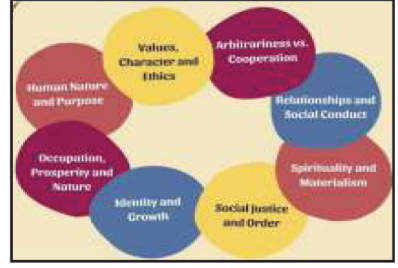 Values,
Character and
Ethics
Arbitrariness vs.
Cooperation
Relationships and
Social Conduct
Spirituality and
Materialism
Social Justice
and Order
Identity and
Growth
Occupation,
Prosperity and
Nature
Human Nature
and Purpose